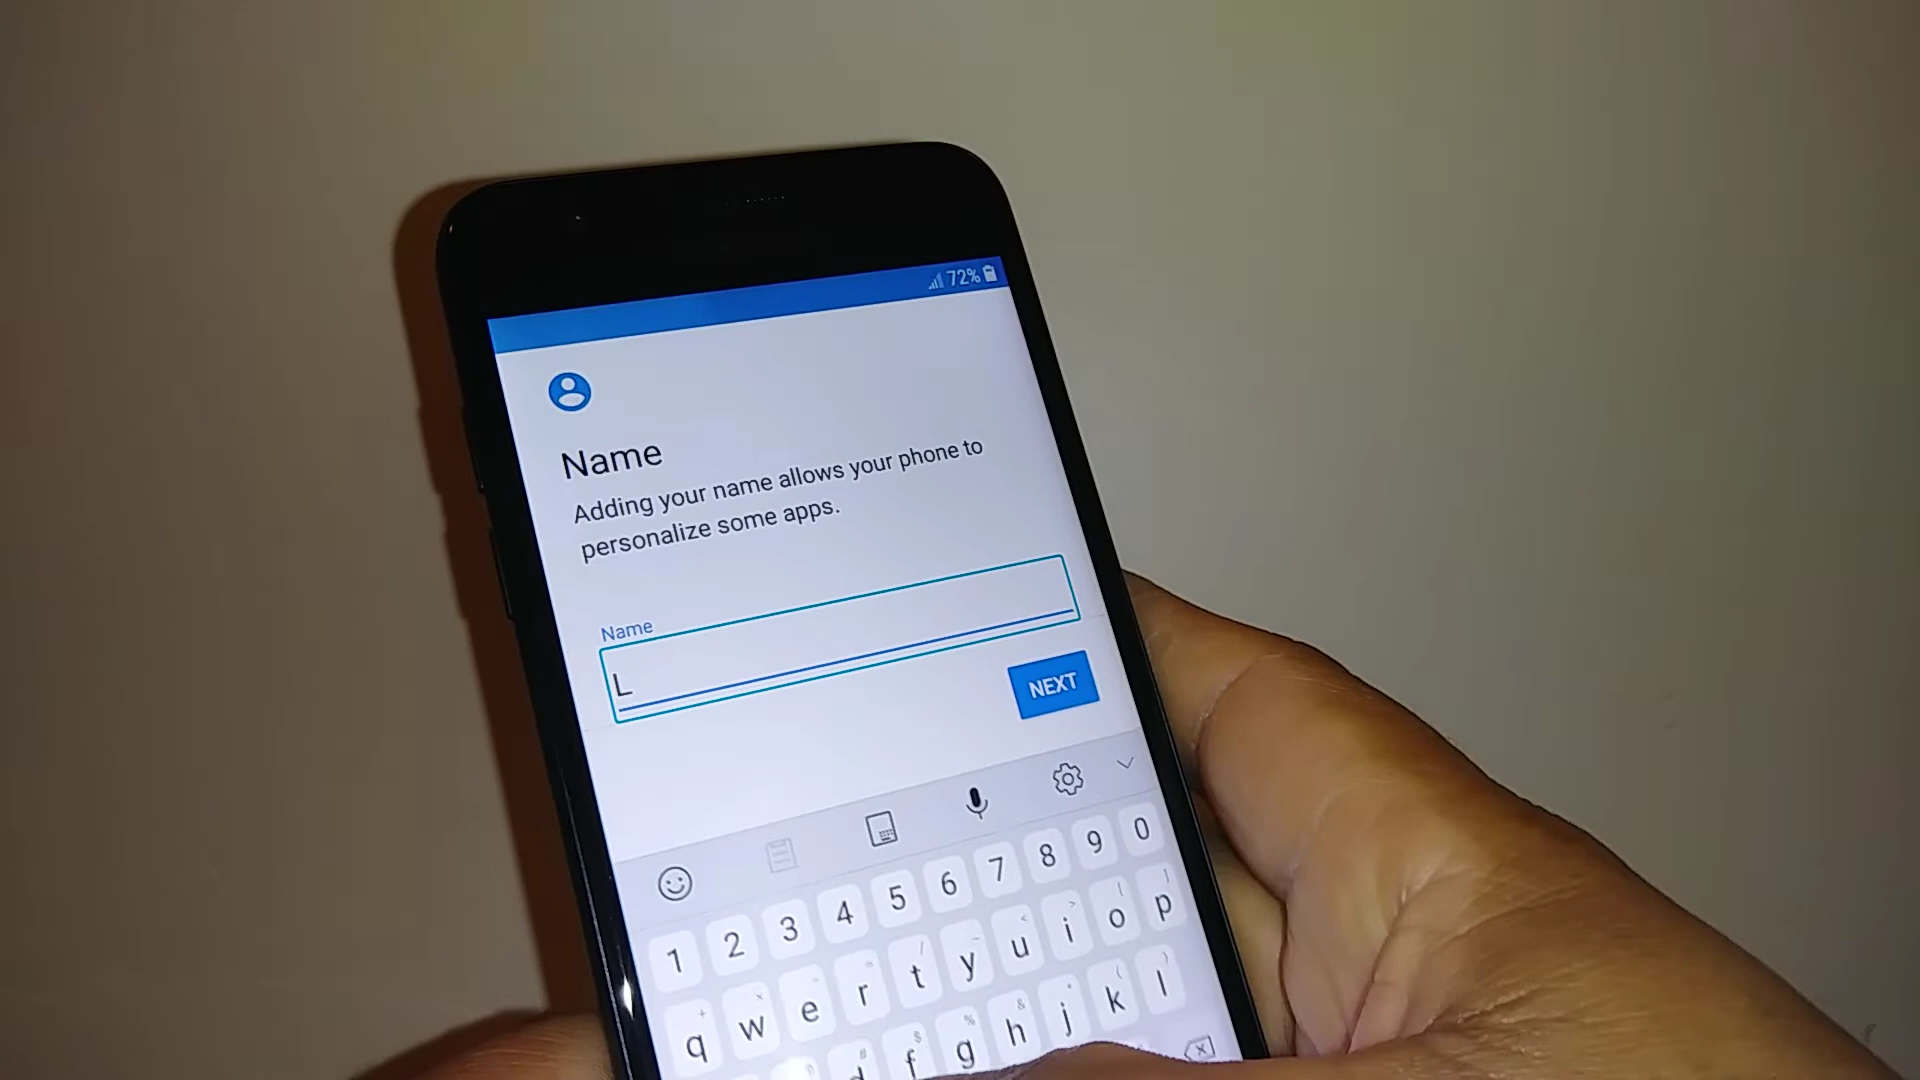 72%
Name
Adding your name allows your phone to
personalize some apps.
Name
L
NEXT
1 2 3 4 5 6 7 8 9 0
q w e r t y u i o p
d f g h j k l